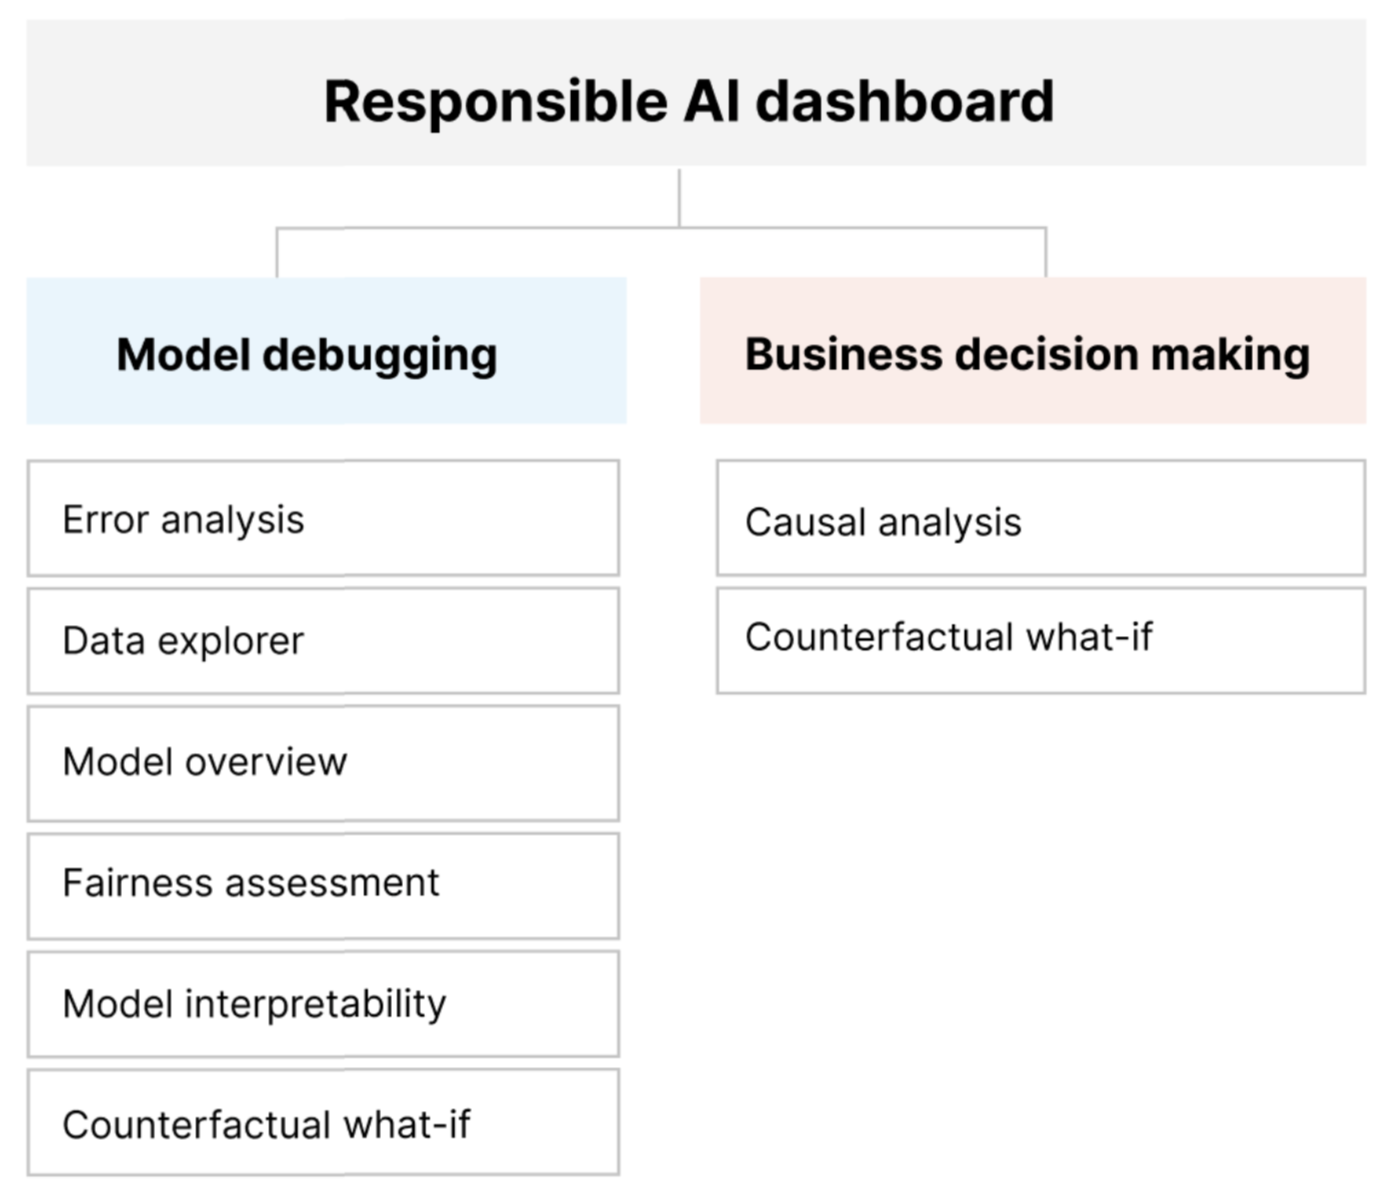 Responsible AI dashboard
Model debugging
Error analysis
Data explorer
Model overview
Fairness assessment
Model interpretability
Counterfactual what-if
Business decision making
Causal analysis
Counterfactual what-if